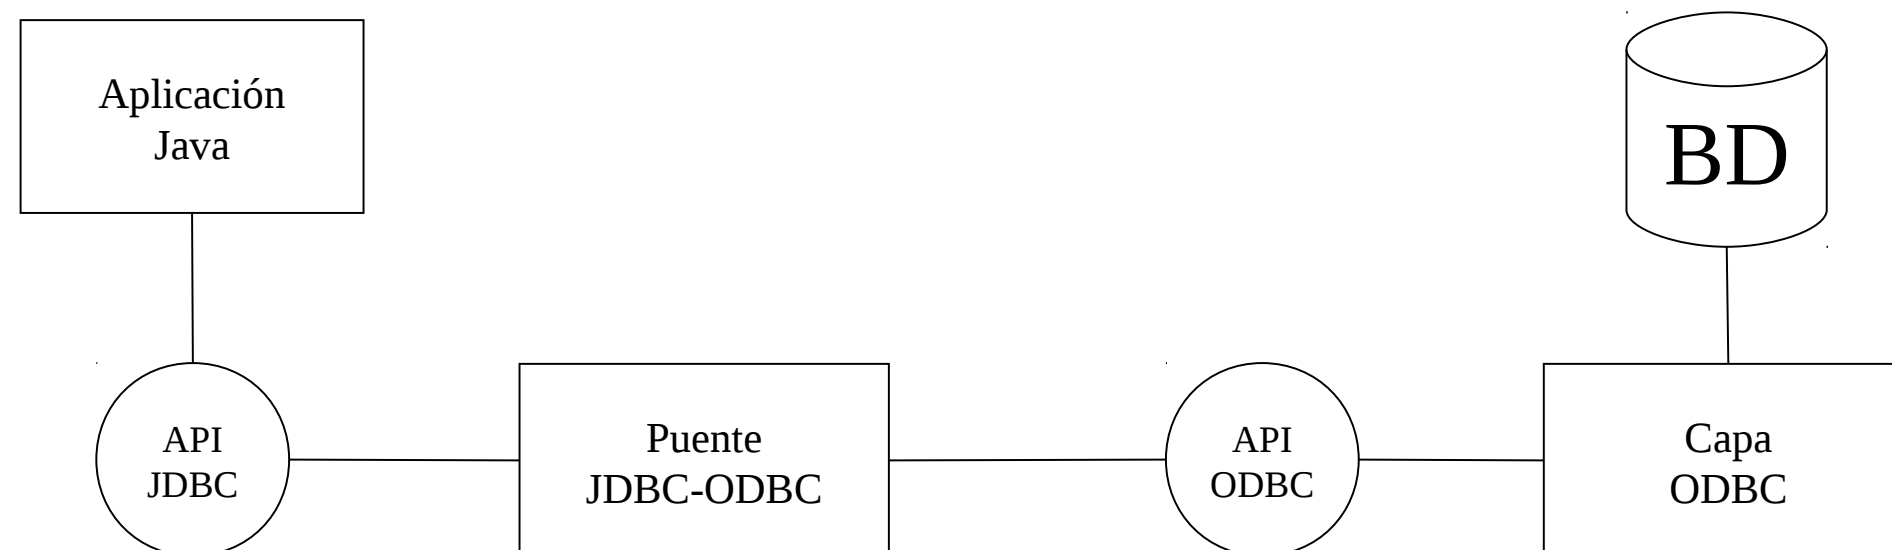 Aplicación
Java
BD
API
JDBC
Puente
JDBC-ODBC
API
ODBC
Capa
ODBC